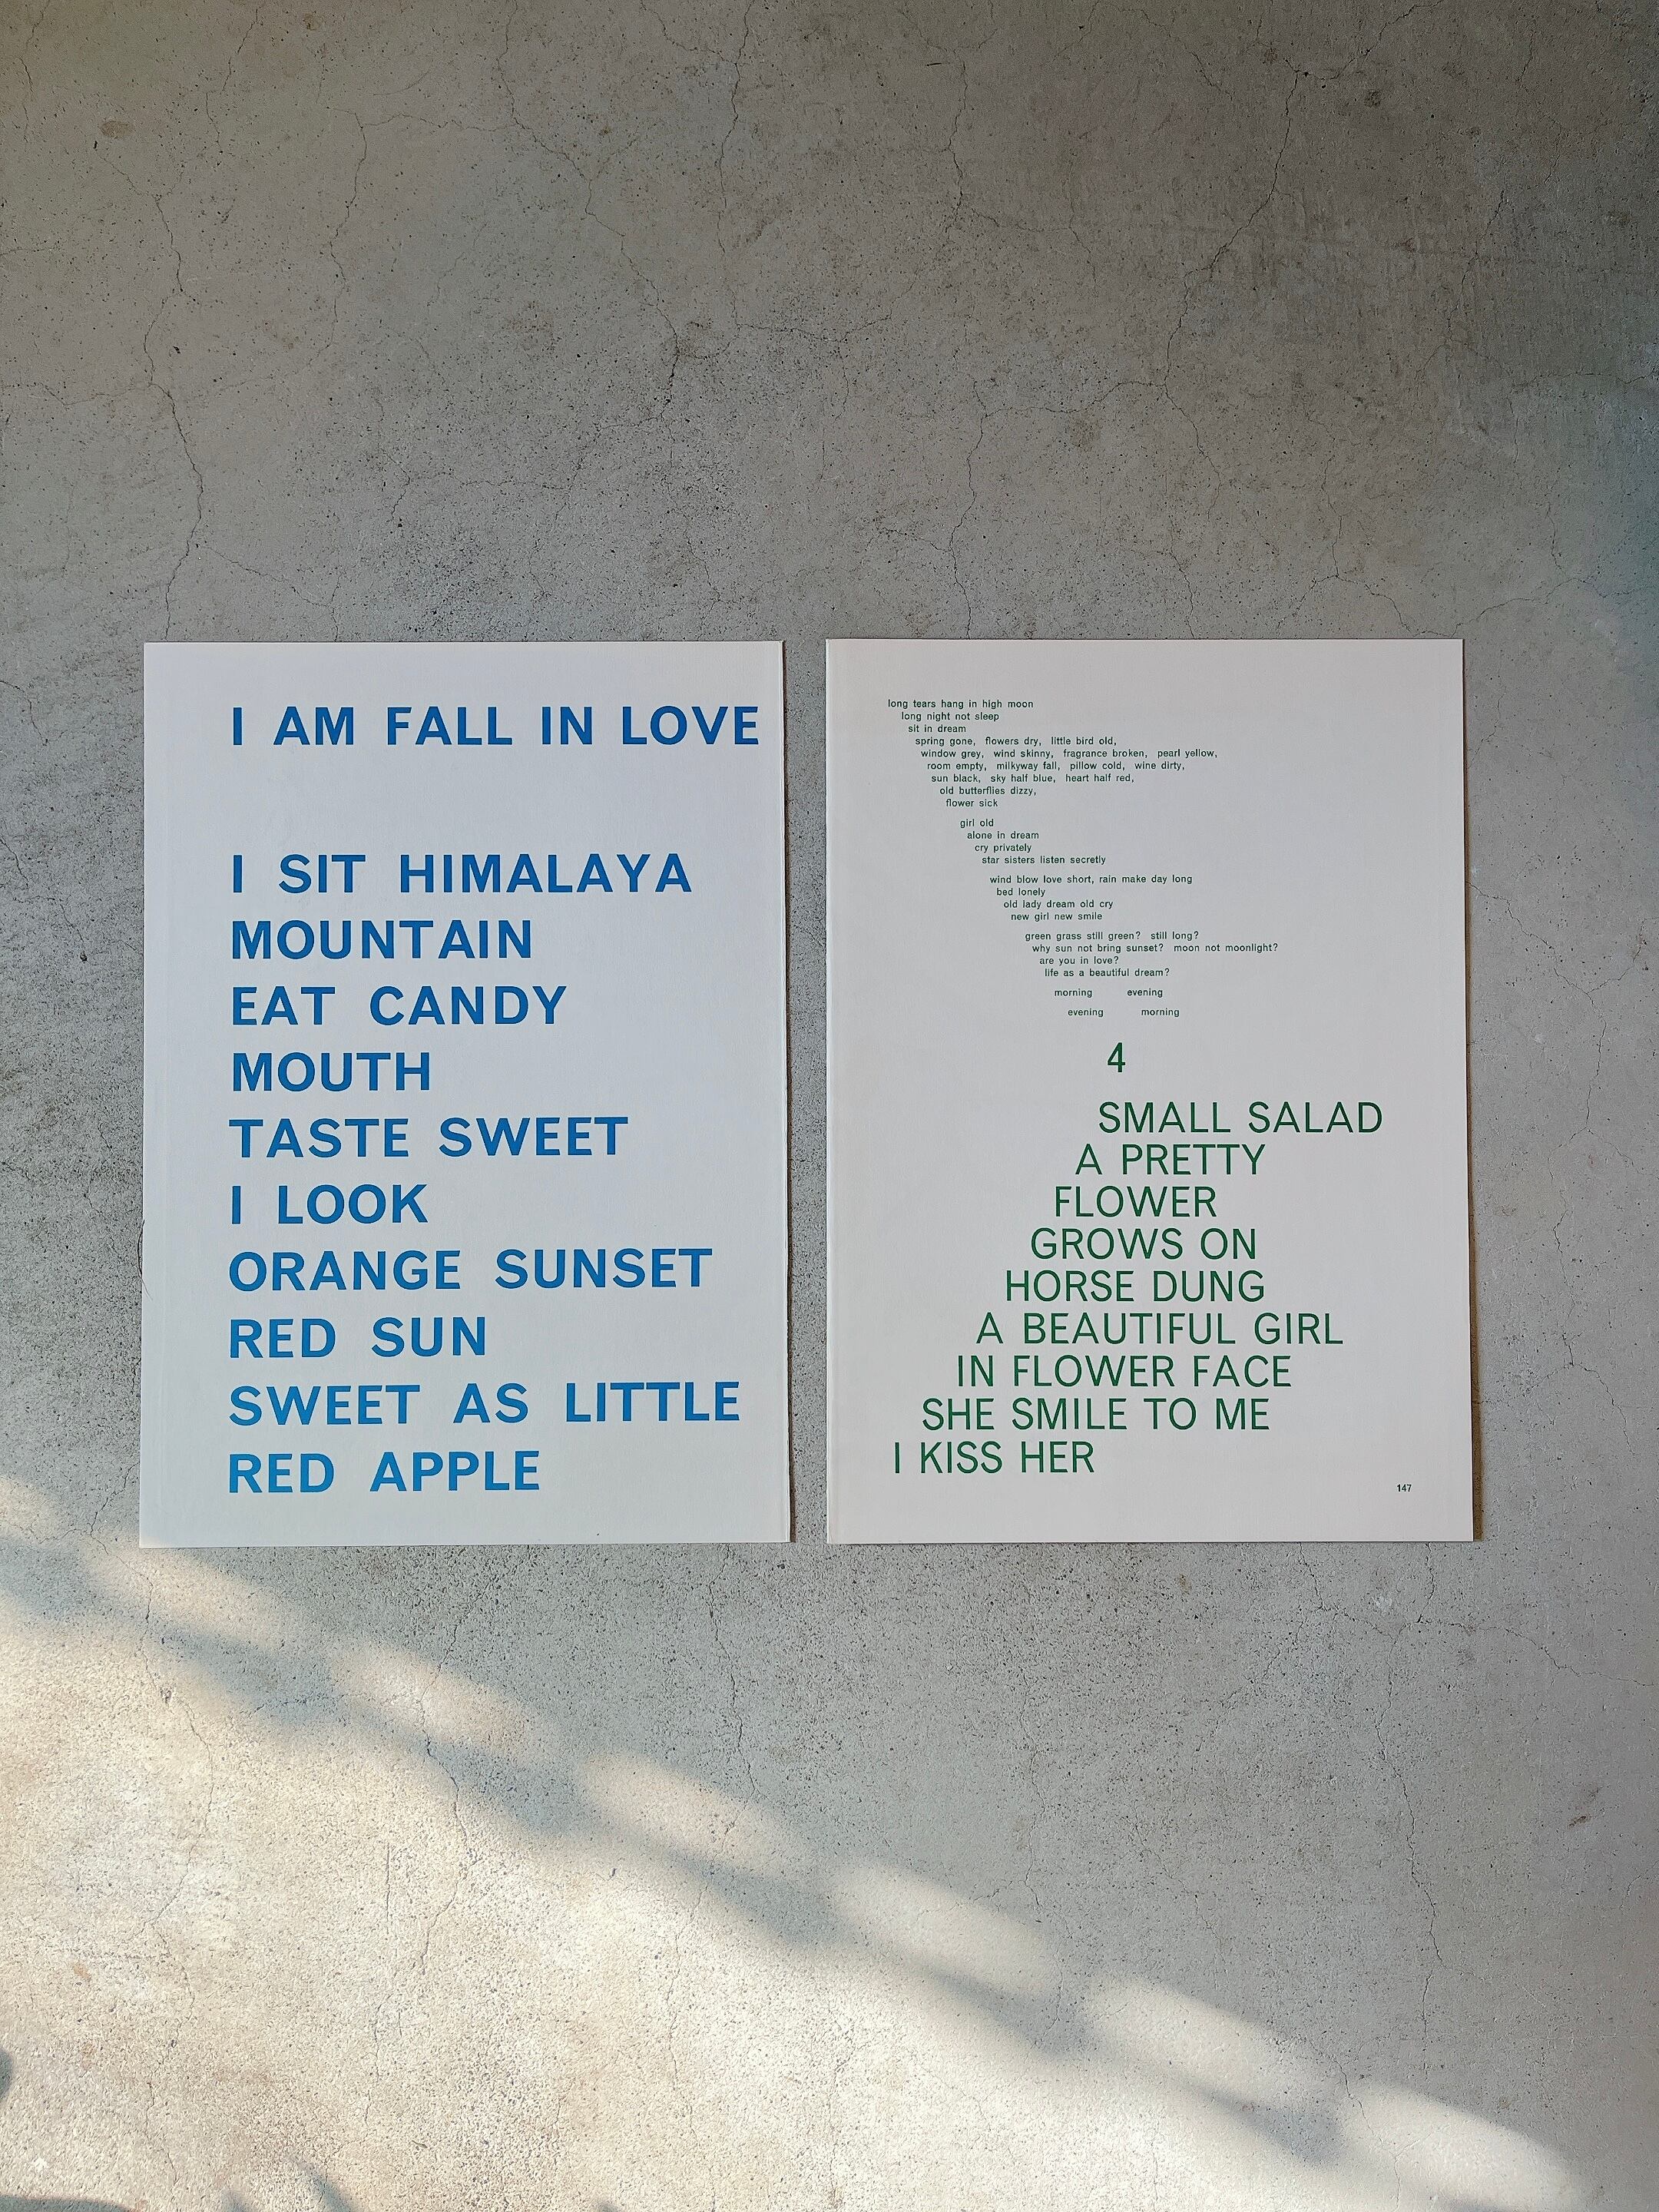 I AM FALL IN LOVE
I SIT HIMALAYA
MOUNTAIN
EAT CANDY
MOUTH
TASTE SWEET
I LOOK
ORANGE SUNSET
RED SUN
SWEET AS LITTLE
RED APPLE
long tears hang in high moon
long night not sleep
sit in dream
spring gone, flowers dry, little bird old,
window grey, wind skinny, fragrance broken, pearl yellow,
room empty, milkyway fall, pillow cold, wine dirty,
sun black, sky half blue, heart half red,
old butterflies dizzy,
flower sick
girl old
alone in dream
cry privately
star sisters listen secretly
wind blow love short, rain make day long
bed lonely
old lady dream old cry
new girl new smile
green grass still green? still long?
why sun not bring sunset? moon not moonlight?
are you in love?
life as a beautiful dream?
morning evening
evening morning
4
SMALL SALAD
A PRETTY
FLOWER
GROWS ON
HORSE DUNG
A BEAUTIFUL GIRL
IN FLOWER FACE
SHE SMILE TO ME
I KISS HER
147